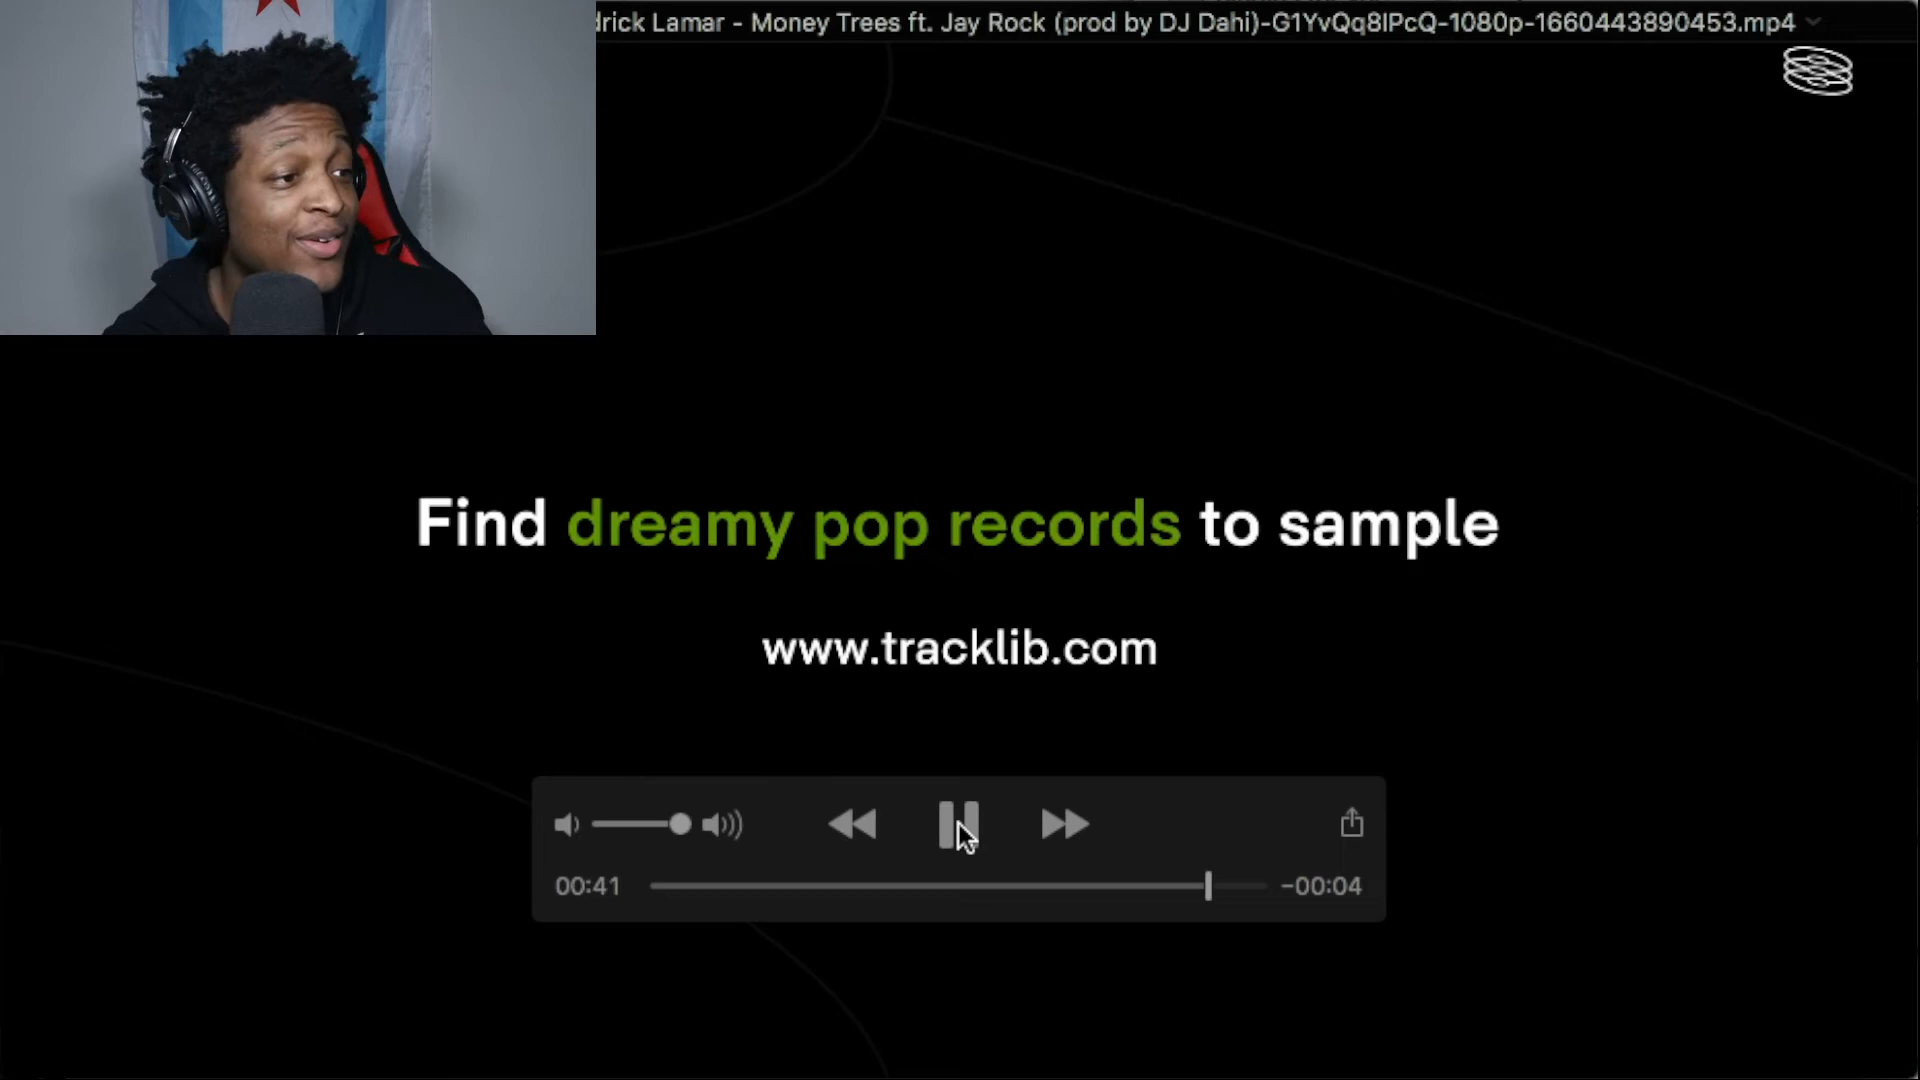 drick Lamar - Money Trees ft. Jay Rock (prod by DJ Dahi)-G1YvQq8lPcQ-1080p-1660443890453.mp4
Find dreamy pop records to sample
www.tracklib.com
00:41
-00:04